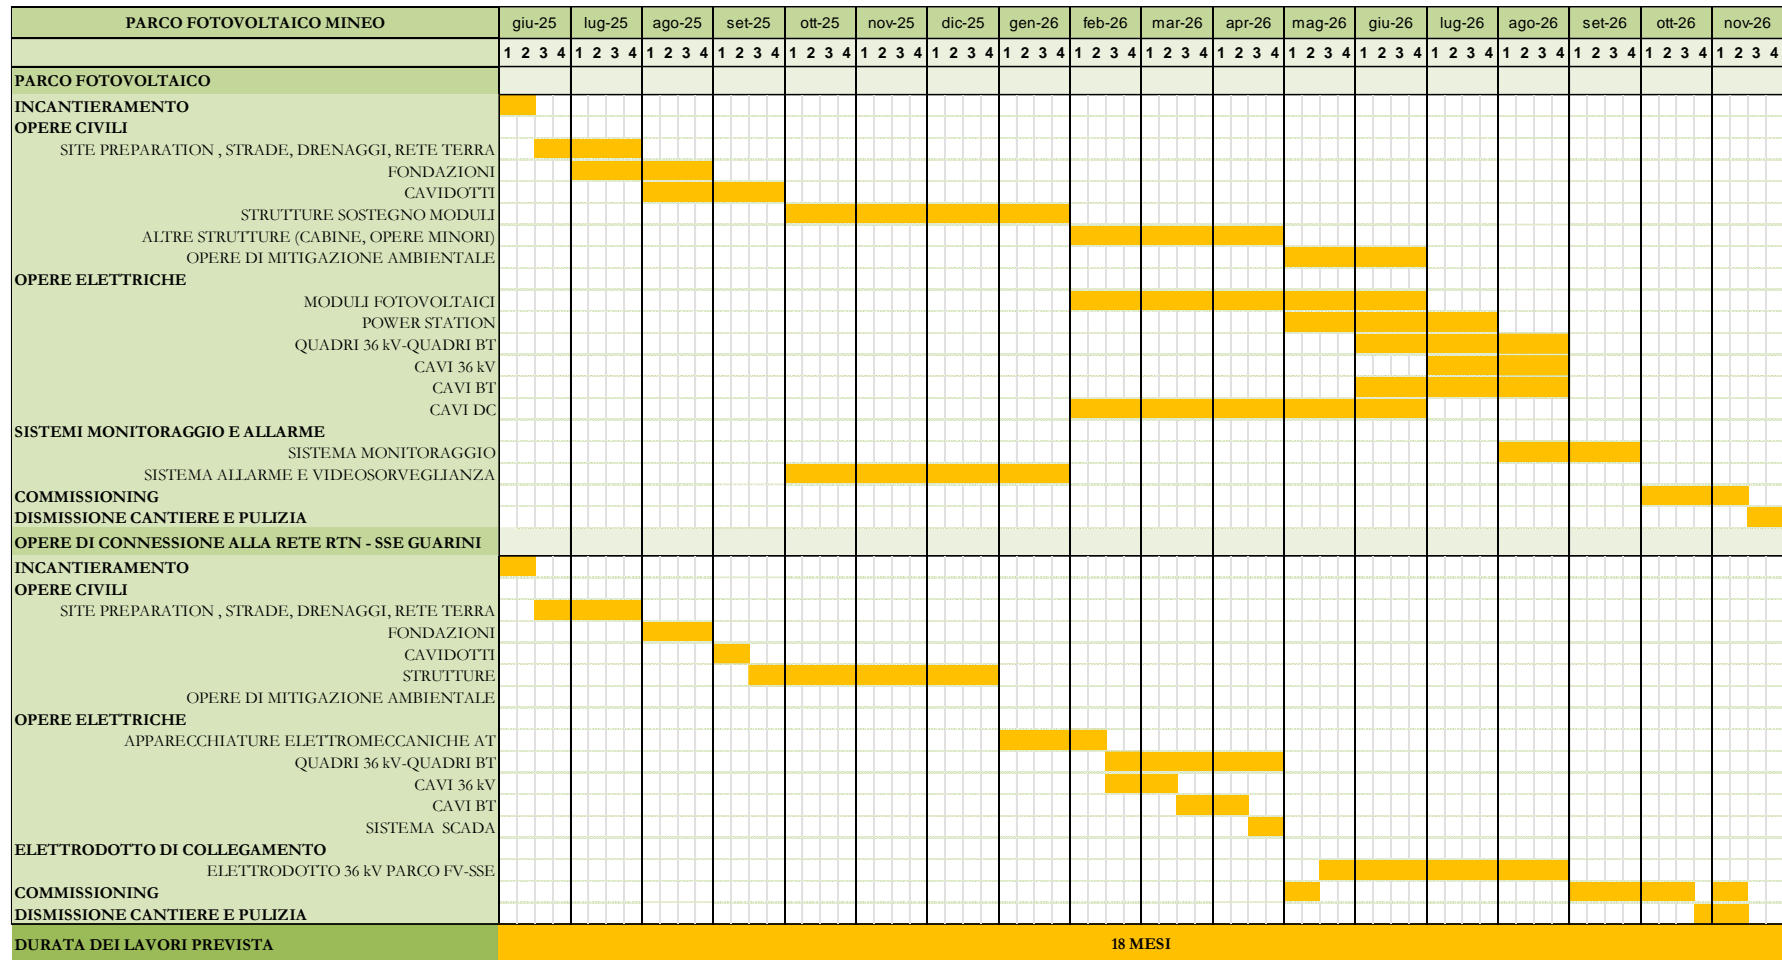 PARCO FOTOVOLTAICO MINEO giu-25 lug-25 ago-25 set-25 ott-25 nov-25 dic-25 gen-26 feb-26 mar-26 apr-26 mag-26 giu-26 lug-26 ago-26 set-26 ott-26 nov-26
1 2 3 4 1 2 3 4 1 2 3 4 1 2 3 4 1 2 3 4 1 2 3 4 1 2 3 4 1 2 3 4 1 2 3 4 1 2 3 4 1 2 3 4 1 2 3 4 1 2 3 4 1 2 3 4 1 2 3 4 1 2 3 4 1 2 3 4 1 2 3 4
PARCO FOTOVOLTAICO
INCANTIERAMENTO
OPERE CIVILI
SITE PREPARATION , STRADE, DRENAGGI, RETE TERRA
FONDAZIONI
CAVIDOTTI
STRUTTURE SOSTEGNO MODULI
ALTRE STRUTTURE (CABINE, OPERE MINORI)
OPERE DI MITIGAZIONE AMBIENTALE
OPERE ELETTRICHE
MODULI FOTOVOLTAICI
POWER STATION
QUADRI 36 kV-QUADRI BT
CAVI 36 kV
CAVI BT
CAVI DC
SISTEMI MONITORAGGIO E ALLARME
SISTEMA MONITORAGGIO
SISTEMA ALLARME E VIDEOSORVEGLIANZA
COMMISSIONING
DISMISSIONE CANTIERE E PULIZIA
OPERE DI CONNESSIONE ALLA RETE RTN - SSE GUARINI
INCANTIERAMENTO
OPERE CIVILI
SITE PREPARATION , STRADE, DRENAGGI, RETE TERRA
FONDAZIONI
CAVIDOTTI
STRUTTURE
OPERE DI MITIGAZIONE AMBIENTALE
OPERE ELETTRICHE
APPARECCHIATURE ELETTROMECCANICHE AT
QUADRI 36 kV-QUADRI BT
CAVI 36 kV
CAVI BT
SISTEMA SCADA
ELETTRODOTTO DI COLLEGAMENTO
ELETTRODOTTO 36 kV PARCO FV-SSE
COMMISSIONING
DISMISSIONE CANTIERE E PULIZIA
DURATA DEI LAVORI PREVISTA 18 MESI